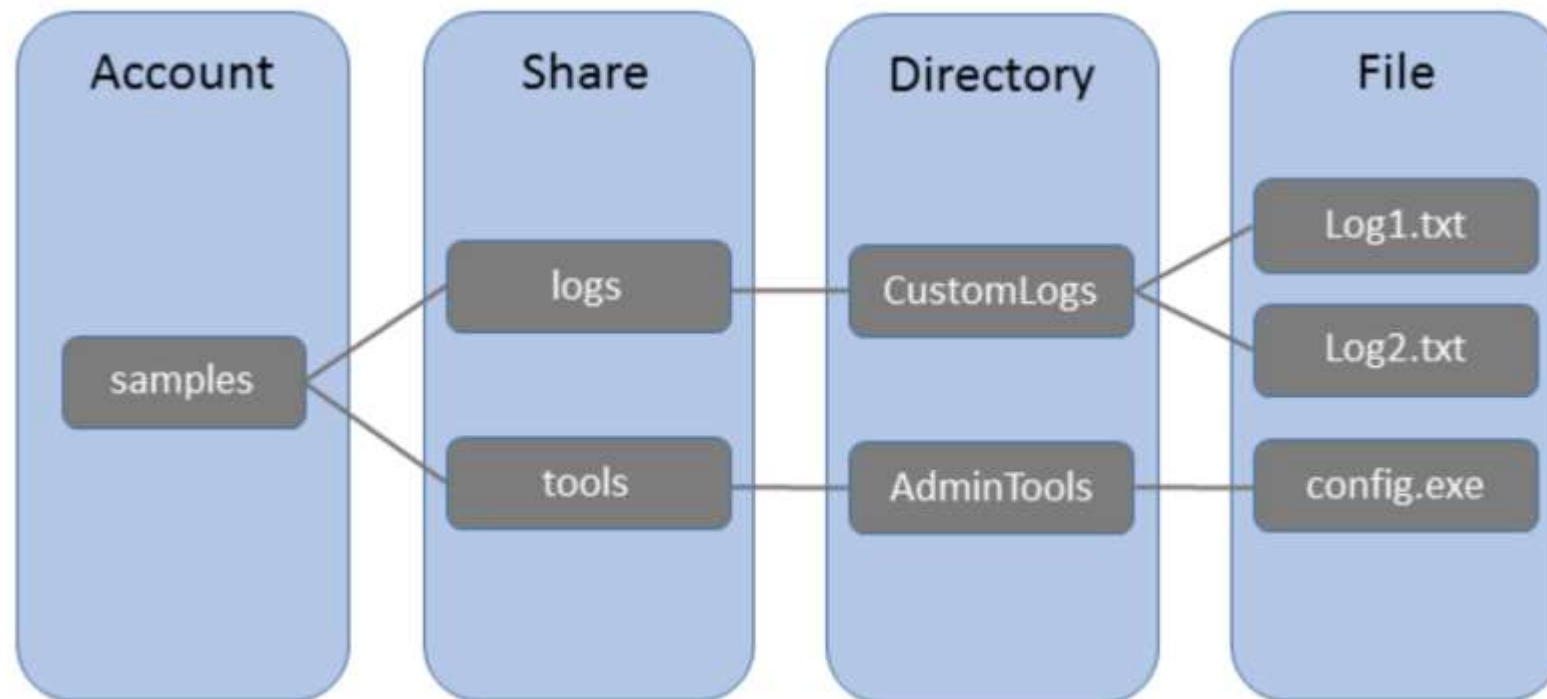 Account
Share
Directory
File
samples
logs
tools
CustomLogs
AdminTools
Log1.txt
Log2.txt
config.exe